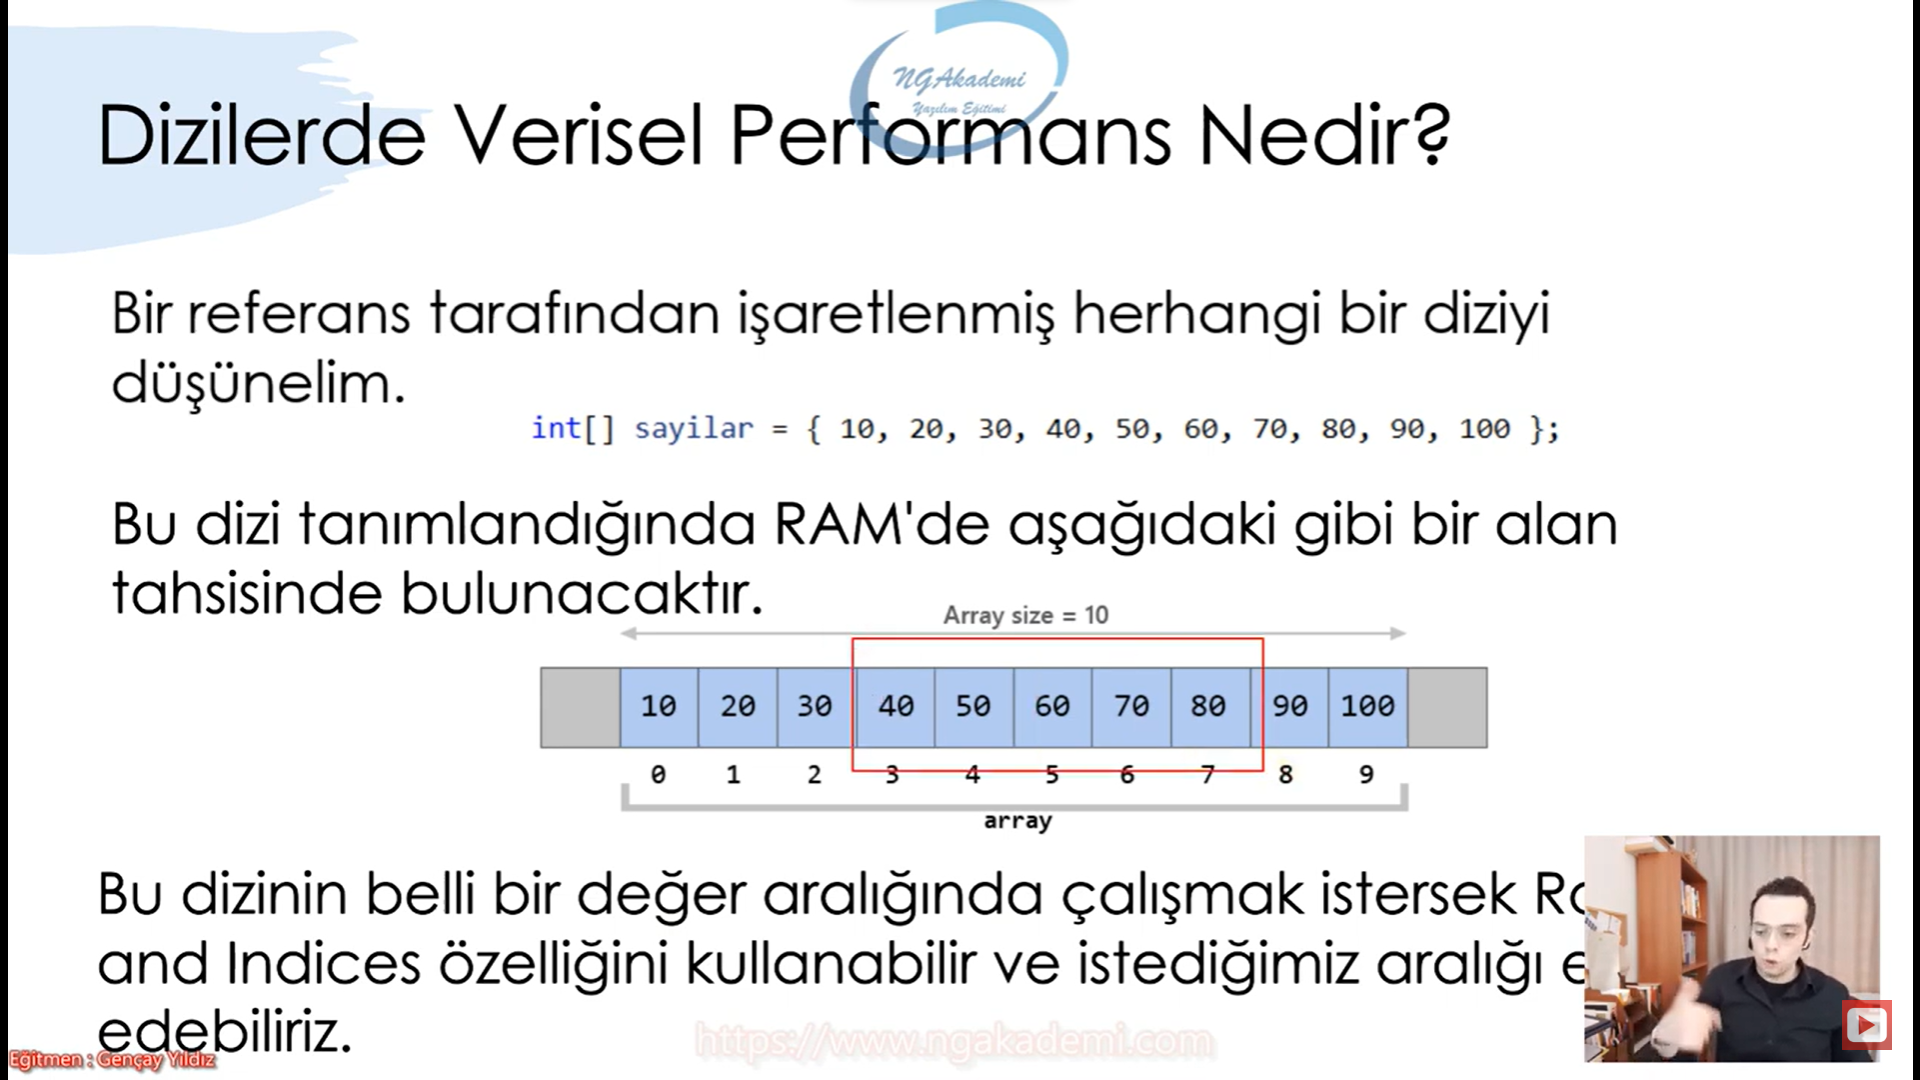 NGAkademi
Yazılım Eğitimi
Dizilerde Verisel Performans Nedir?
Bir referans tarafından işaretlenmiş herhangi bir diziyi
düşünelim.
int[] sayilar = { 10, 20, 30, 40, 50, 60, 70, 80, 90, 100 };
Bu dizi tanımlandığında RAM'de aşağıdaki gibi bir alan
tahsisinde bulunacaktır.
Array size = 10
10 20 30 40 50 60 70 80 90 100
0 1 2 3 4 5 6 7 8 9
array
Bu dizinin belli bir değer aralığında çalışmak istersek
and Indices özelliğini kullanabilir ve istediğimiz aralığı
edebiliriz.
Eğitmen : Gençay Yıldız
https://www.ngakademi.com